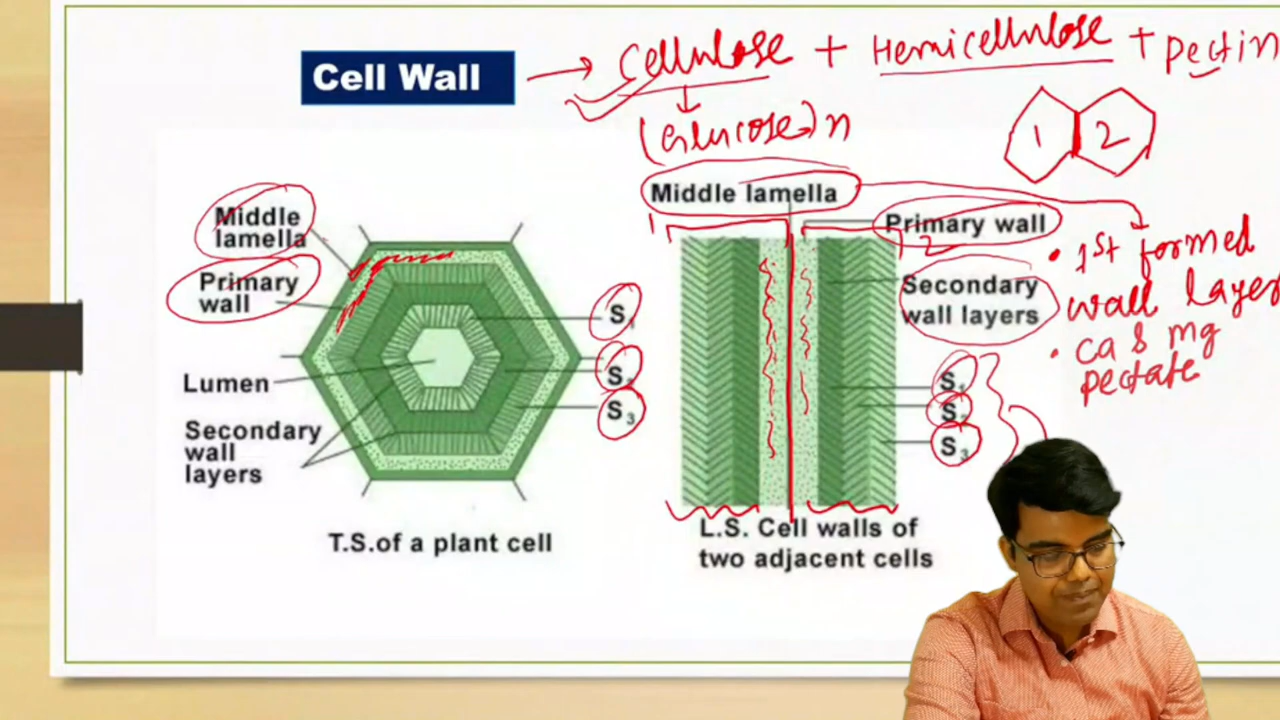 Cell Wall → Cellulose + Hemicellulose + Pectin
(Glucose)n
1 2
Middle lamella
Middle
lamella
Primary wall
1 2
Primary
wall
Secondary
wall layers
• 1st formed
wall layer
• Ca & mg
pectate
S₁
S₂
S₃
Lumen
Secondary
wall
layers
S₁
S₂
S₃
T.S.of a plant cell
L.S. Cell walls of
two adjacent cells